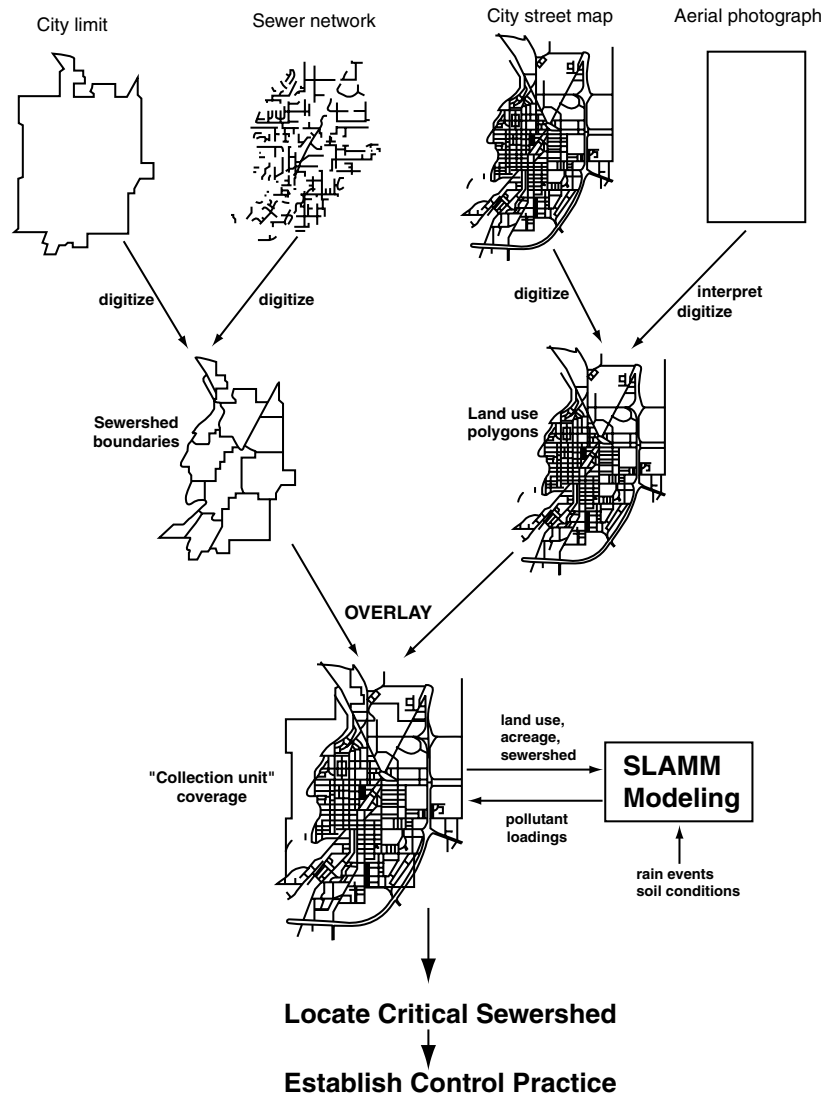 City limit
Sewer network
City street map
Aerial photograph
digitize
digitize
digitize
interpret
digitize
Sewershed
boundaries
Land use
polygons
OVERLAY
"Collection unit"
coverage
land use,
acreage,
sewershed
SLAMM
Modeling
pollutant
loadings
rain events
soil conditions
Locate Critical Sewershed
Establish Control Practice